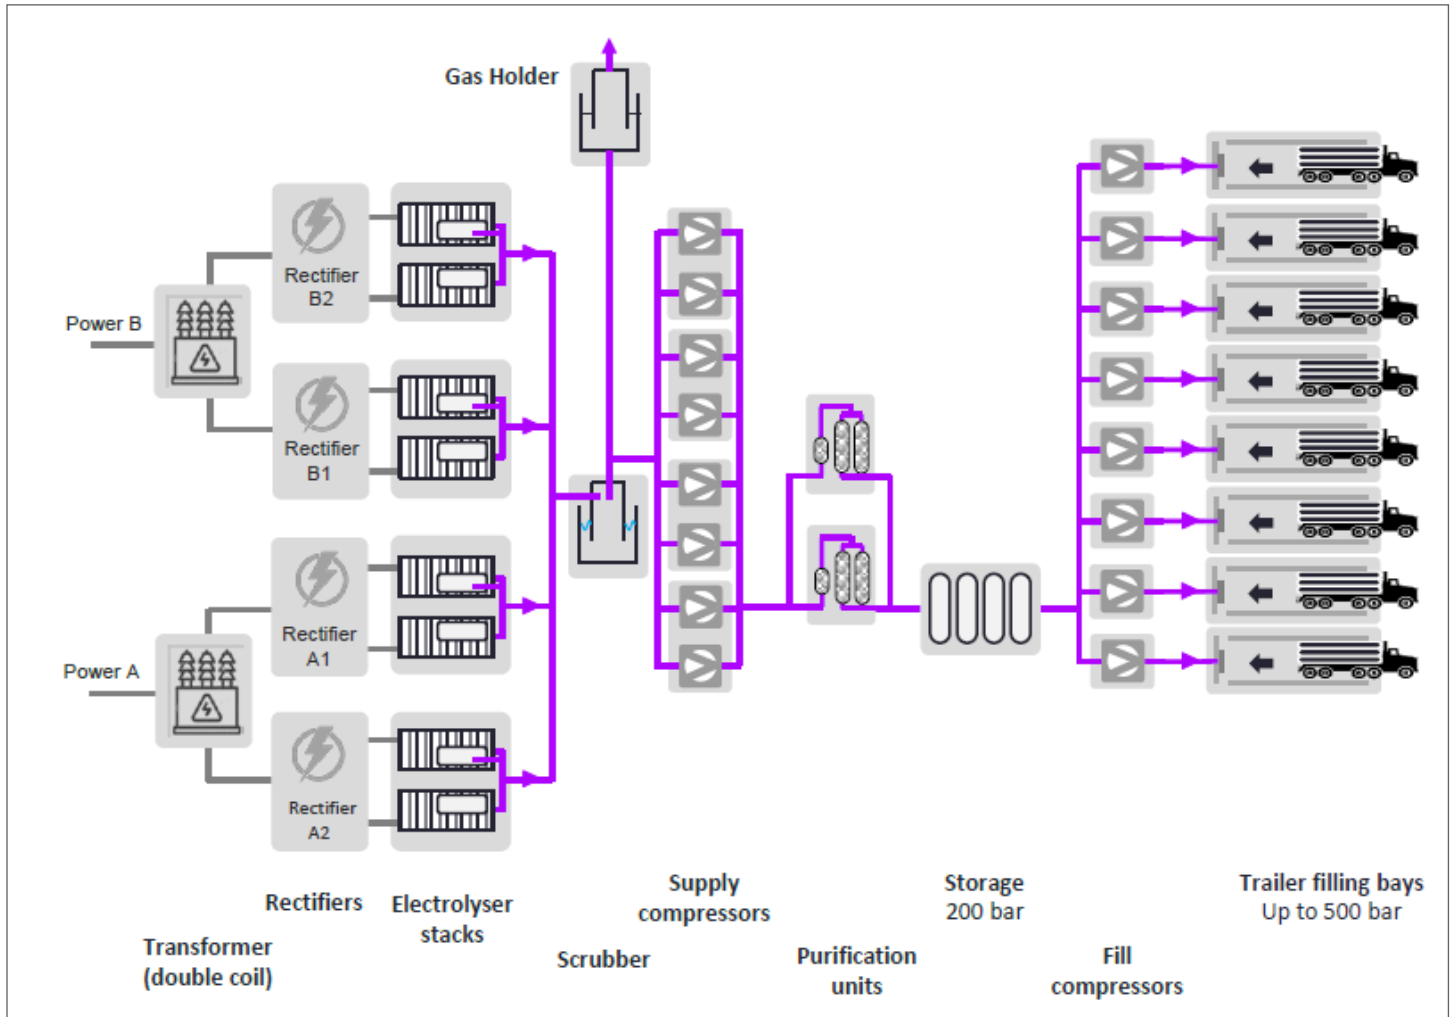 Gas Holder
Rectifier
B2
Power B
Rectifier
B1
Rectifier
A1
Power A
Rectifier
A2
Rectifiers
Electrolyser
stacks
Supply
compressors
Storage
200 bar
Trailer filling bays
Up to 500 bar
Transformer
(double coil)
Scrubber
Purification
units
Fill
compressors